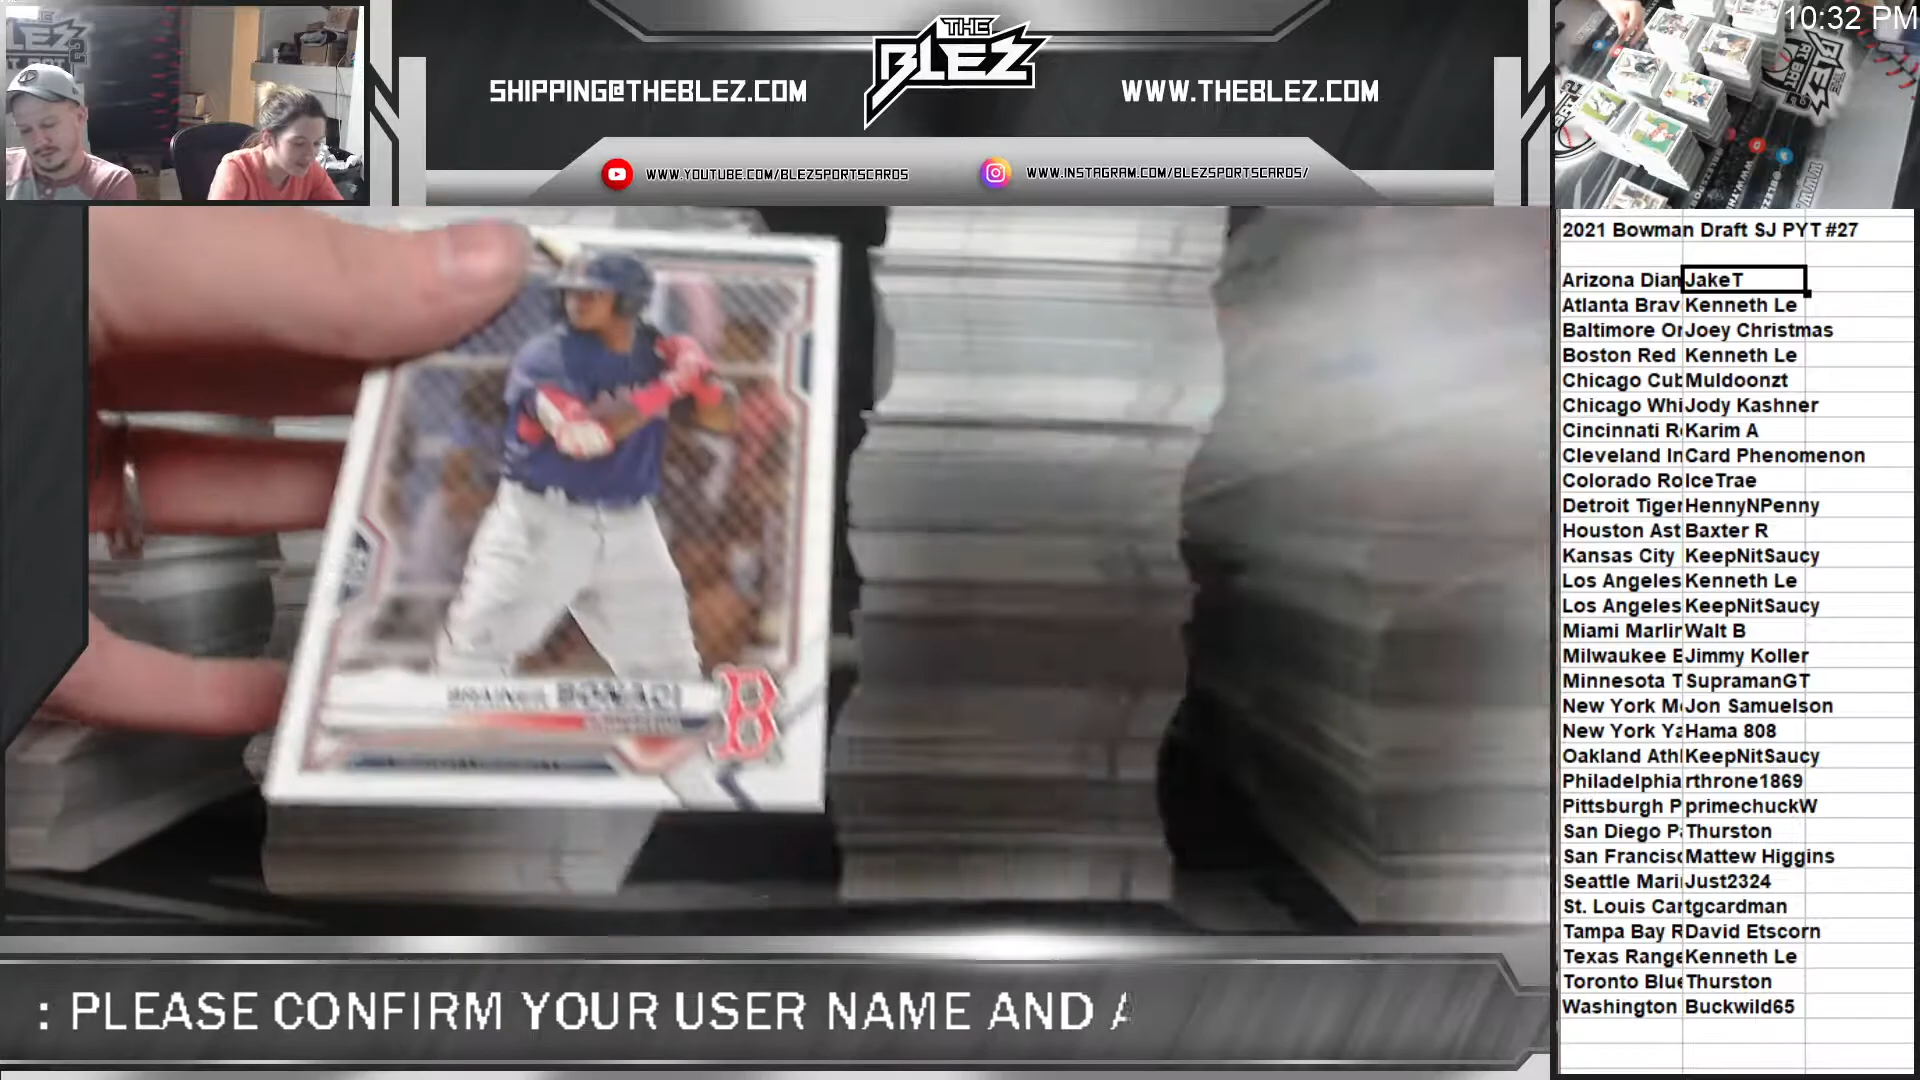 10:32 PM
THE
BLEZ
SHIPPING@THEBLEZ.COM
WWW.THEBLEZ.COM
WWW.YOUTUBE.COM/BLEZSPORTSCARDS
WWW.INSTAGRAM.COM/BLEZSPORTSCARDS/
2021 Bowman Draft SJ PYT #27
Arizona Dian JakeT
Atlanta Brav Kenneth Le
Baltimore Or Joey Christmas
Boston Red Kenneth Le
Chicago Cub Muldoonzt
Chicago Whi Jody Kashner
Cincinnati R Karim A
Cleveland In Card Phenomenon
Colorado Ro IceTrae
Detroit Tiger HennyNPenny
Houston Ast Baxter R
Kansas City KeepNitSaucy
Los Angeles Kenneth Le
Los Angeles KeepNitSaucy
Miami Marlin Walt B
Milwaukee B Jimmy Koller
Minnesota T SupramanGT
New York M Jon Samuelson
New York Ya Hama 808
Oakland Athl KeepNitSaucy
Philadelphia rthrone1869
Pittsburgh P primechuckW
San Diego Pa Thurston
San Francisc Mattew Higgins
Seattle Mari Just2324
St. Louis Car tgcardman
Tampa Bay R David Etscorn
Texas Range Kenneth Le
Toronto Blue Thurston
Washington Buckwild65
B
: PLEASE CONFIRM YOUR USER NAME AND A